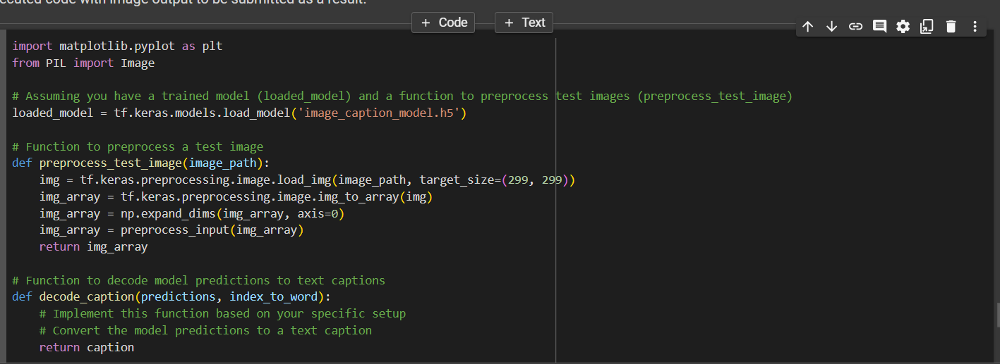 ecuted code with image output to be submitted as a result.
+ Code + Text
import matplotlib.pyplot as plt
from PIL import Image
# Assuming you have a trained model (loaded_model) and a function to preprocess test images (preprocess_test_image)
loaded_model = tf.keras.models.load_model('image_caption_model.h5')
# Function to preprocess a test image
def preprocess_test_image(image_path):
    img = tf.keras.preprocessing.image.load_img(image_path, target_size=(299, 299))
    img_array = tf.keras.preprocessing.image.img_to_array(img)
    img_array = np.expand_dims(img_array, axis=0)
    img_array = preprocess_input(img_array)
    return img_array
# Function to decode model predictions to text captions
def decode_caption(predictions, index_to_word):
    # Implement this function based on your specific setup
    # Convert the model predictions to a text caption
    return caption